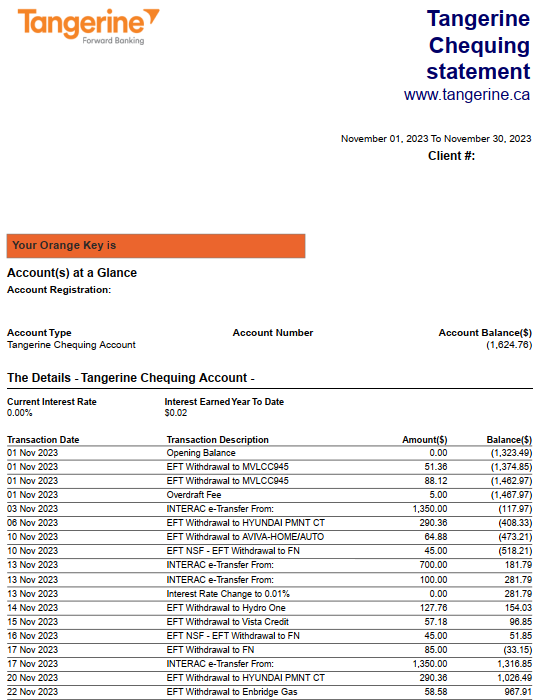 Tangerine
Forward Banking
Tangerine
Chequing
statement
www.tangerine.ca
November 01, 2023 To November 30, 2023
Client #:
Your Orange Key is
Account(s) at a Glance
Account Registration:
Account Type Account Number Account Balance($)
Tangerine Chequing Account (1,624.76)
The Details - Tangerine Chequing Account -
Current Interest Rate Interest Earned Year To Date
0.00% $0.02
Transaction Date Transaction Description Amount($) Balance($)
01 Nov 2023 Opening Balance 0.00 (1,323.49)
01 Nov 2023 EFT Withdrawal to MVLCC945 51.36 (1,374.85)
01 Nov 2023 EFT Withdrawal to MVLCC945 88.12 (1,462.97)
01 Nov 2023 Overdraft Fee 5.00 (1,467.97)
03 Nov 2023 INTERAC e-Transfer From: 1,350.00 (117.97)
06 Nov 2023 EFT Withdrawal to HYUNDAI PMNT CT 290.36 (408.33)
10 Nov 2023 EFT Withdrawal to AVIVA-HOME/AUTO 64.88 (473.21)
10 Nov 2023 EFT NSF - EFT Withdrawal to FN 45.00 (518.21)
13 Nov 2023 INTERAC e-Transfer From: 700.00 181.79
13 Nov 2023 INTERAC e-Transfer From: 100.00 281.79
13 Nov 2023 Interest Rate Change to 0.01% 0.00 281.79
14 Nov 2023 EFT Withdrawal to Hydro One 127.76 154.03
15 Nov 2023 EFT Withdrawal to Vista Credit 57.18 96.85
16 Nov 2023 EFT NSF - EFT Withdrawal to FN 45.00 51.85
17 Nov 2023 EFT Withdrawal to FN 85.00 (33.15)
17 Nov 2023 INTERAC e-Transfer From: 1,350.00 1,316.85
20 Nov 2023 EFT Withdrawal to HYUNDAI PMNT CT 290.36 1,026.49
22 Nov 2023 EFT Withdrawal to Enbridge Gas 58.58 967.91